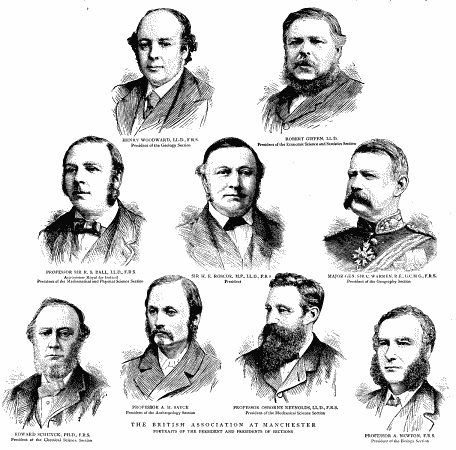 HENRY WOODWARD, LL.D., F.R.S.
President of the Geology Section
ROBERT GIFFEN, LL.D.
President of the Economic Science and Statistics Section
PROFESSOR SIR R. S. BALL, LL.D., F.R.S.
Astronomer Royal for Ireland
President of the Mathematical and Physical Science Section
SIR H. E. ROSCOE, M.P., LL.D., F.R.S.
President
MAJOR-GEN. SIR C. WARREN, R.E., G.C.M.G., F.R.S.
President of the Geography Section
EDWARD SCHUNCK, PH.D., F.R.S.
President of the Chemical Science Section
PROFESSOR A. H. SAYCE
President of the Anthropology Section
PROFESSOR OSBORNE REYNOLDS, LL.D., F.R.S.
President of the Mechanical Science Section
PROFESSOR A. NEWTON, F.R.S.
President of the Biology Section
THE BRITISH ASSOCIATION AT MANCHESTER
PORTRAITS OF THE PRESIDENT AND PRESIDENTS OF SECTIONS